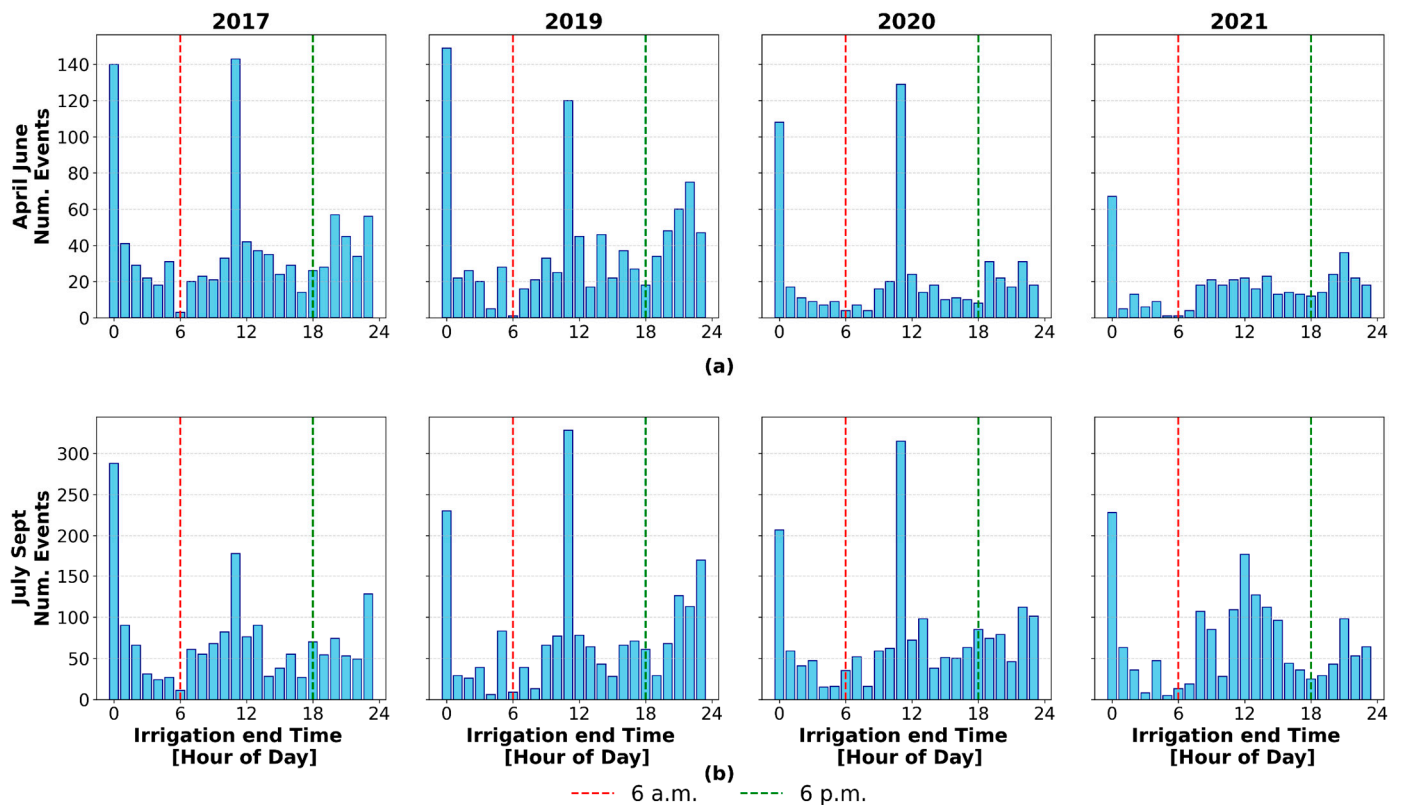 2017 2019 2020 2021
April June
Num. Events
140
120
100
80
60
40
20
0
0 6 12 18 24 0 6 12 18 24 0 6 12 18 24 0 6 12 18 24
(a)
July Sept
Num. Events
300
250
200
150
100
50
0
0 6 12 18 24 0 6 12 18 24 0 6 12 18 24 0 6 12 18 24
Irrigation end Time Irrigation end Time Irrigation end Time Irrigation end Time
[Hour of Day] [Hour of Day] [Hour of Day] [Hour of Day]
(b)
6 a.m. 6 p.m.